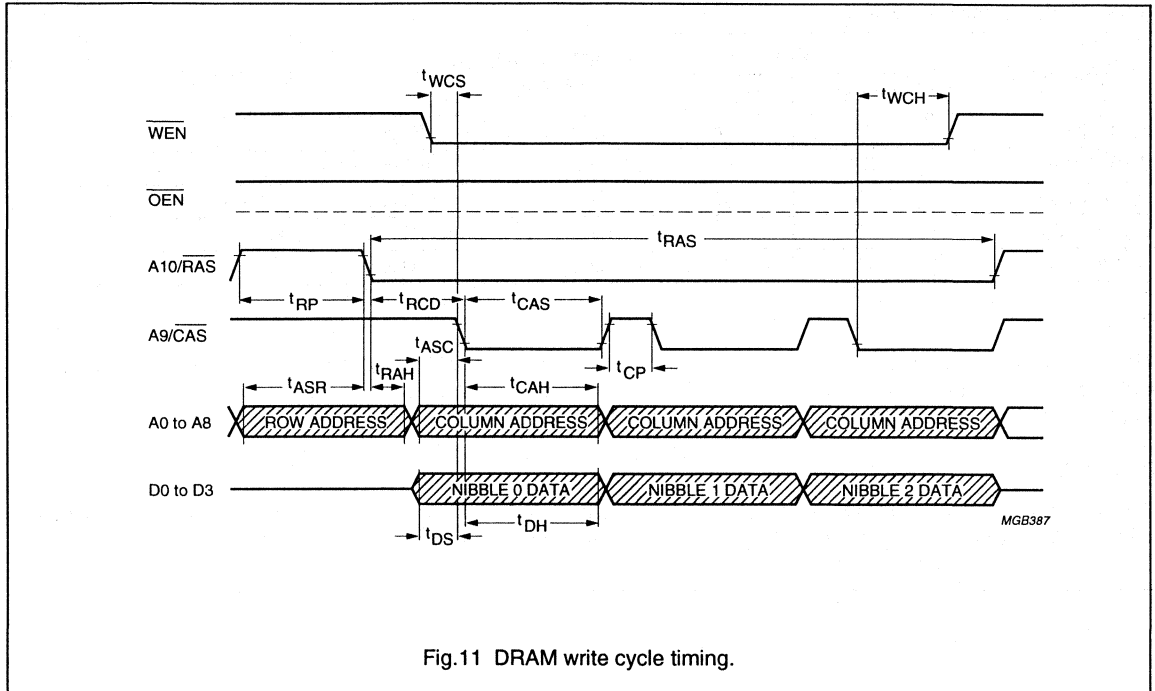 tWCS
tWCH
WEN
OEN
tRAS
A10/RAS
tRP
tRCD
tCAS
A9/CAS
tASC
tCP
tASR
tRAH
tCAH
A0 to A8
ROW ADDRESS
COLUMN ADDRESS
COLUMN ADDRESS
COLUMN ADDRESS
D0 to D3
NIBBLE 0 DATA
NIBBLE 1 DATA
NIBBLE 2 DATA
MGB387
tDS
tDH
Fig.11 DRAM write cycle timing.